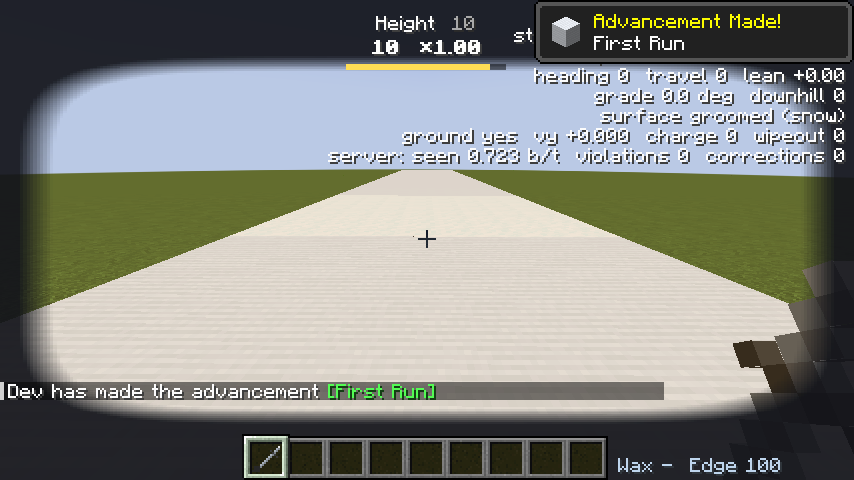 Height 10
10 ×1.00
st
Advancement Made!
First Run
heading 0 travel 0 lean +0.00
grade 0.0 deg downhill 0
surface groomed (snow)
ground yes vy +0.000 charge 0 wipeout 0
server: seen 0.723 b/t violations 0 corrections 0
Dev has made the advancement [First Run]
Wax - Edge 100